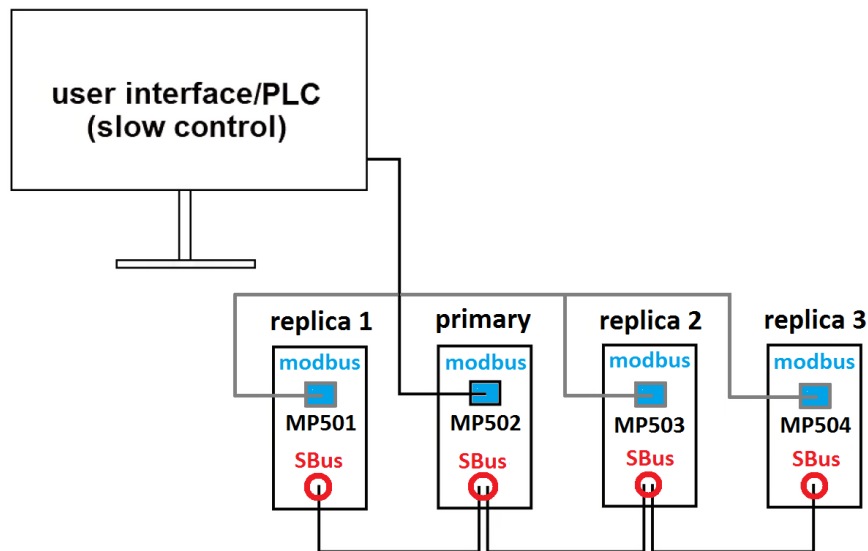 user interface/PLC
(slow control)
replica 1
primary
replica 2
replica 3
modbus
modbus
modbus
modbus
MP501
MP502
MP503
MP504
SBus
SBus
SBus
SBus